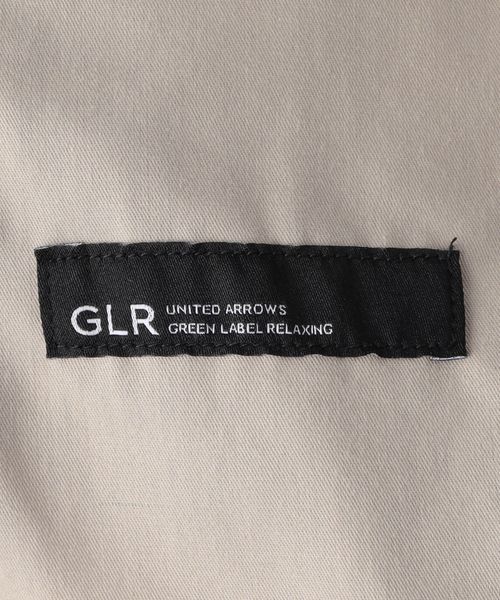 GLR
UNITED ARROWS
GREEN LABEL RELAXING